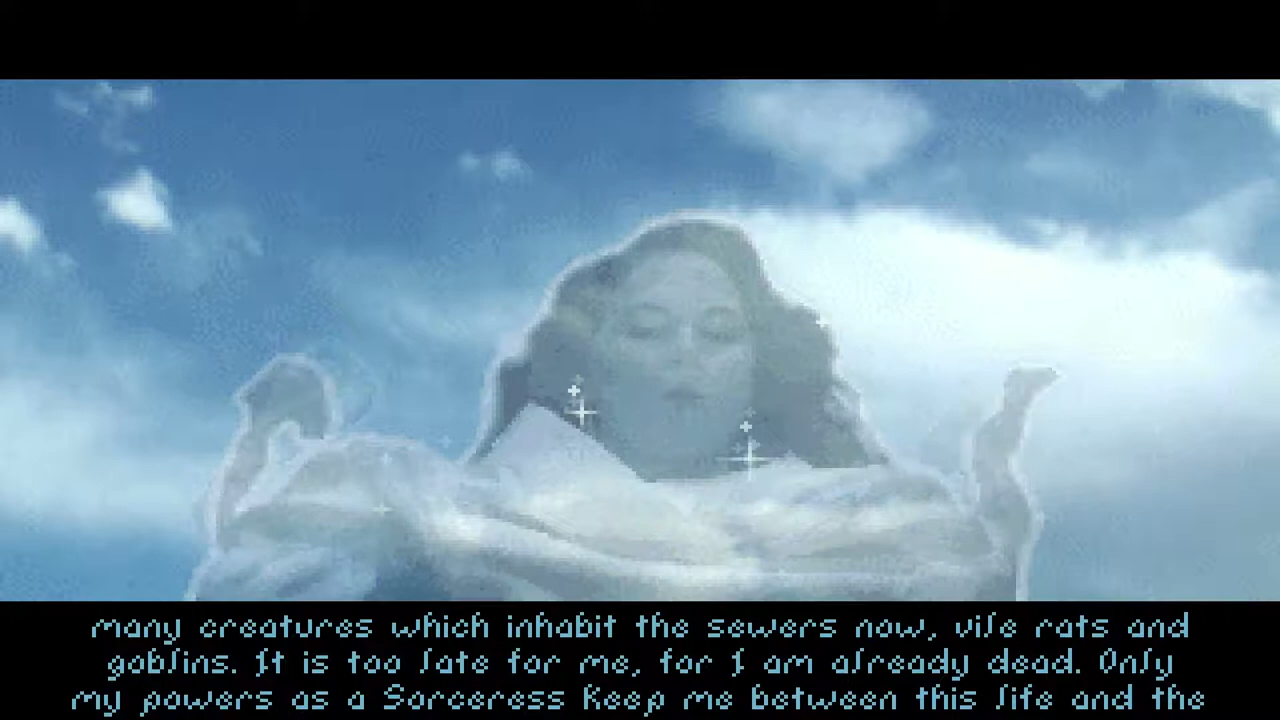 many creatures which inhabit the sewers now, vile rats and
goblins. It is too late for me, for I am already dead. Only
my powers as a Sorceress Keep me between this life and the